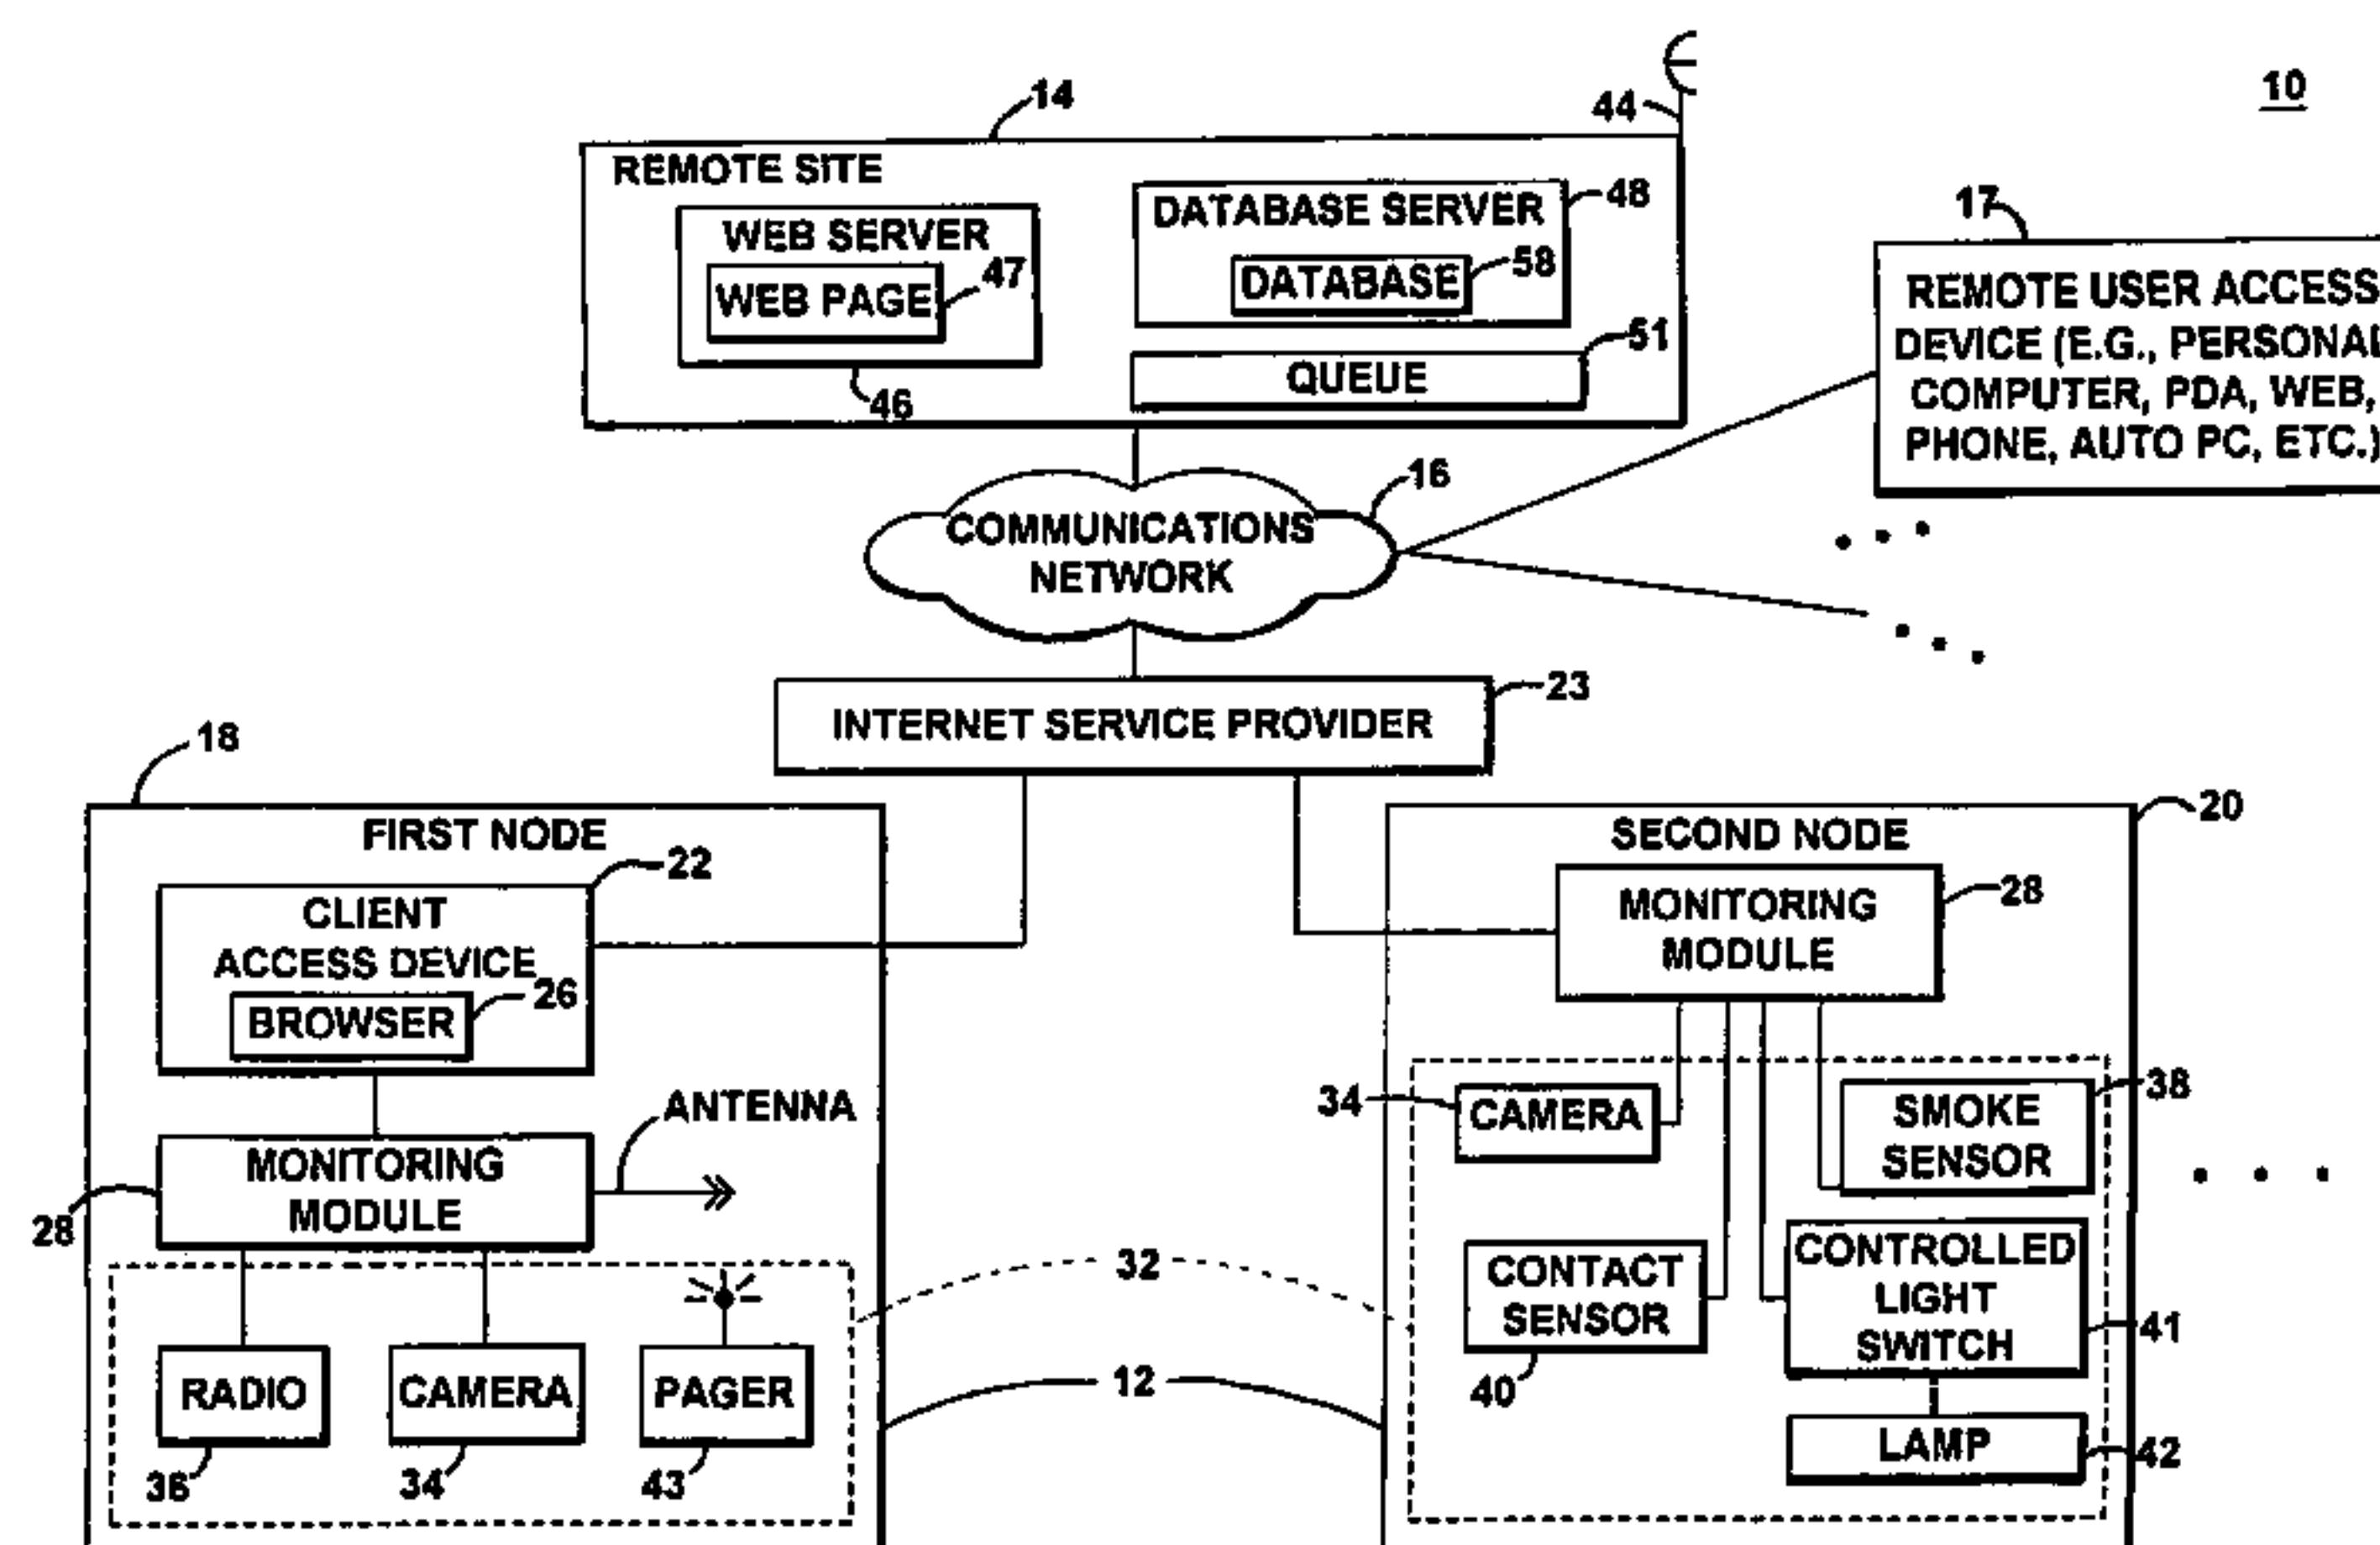 10
14
44
REMOTE SITE
WEB SERVER
WEB PAGE
47
46
DATABASE SERVER
48
DATABASE
58
51
QUEUE
17
REMOTE USER ACCESS
DEVICE (E.G., PERSONAL
COMPUTER, PDA, WEB,
PHONE, AUTO PC, ETC.)
16
COMMUNICATIONS
NETWORK
23
INTERNET SERVICE PROVIDER
18
FIRST NODE
22
CLIENT
ACCESS DEVICE
26
BROWSER
ANTENNA
MONITORING
MODULE
28
RADIO
CAMERA
PAGER
36
34
43
32
12
20
SECOND NODE
MONITORING
MODULE
28
34
CAMERA
SMOKE
SENSOR
38
CONTACT
SENSOR
40
CONTROLLED
LIGHT
SWITCH
41
LAMP
42